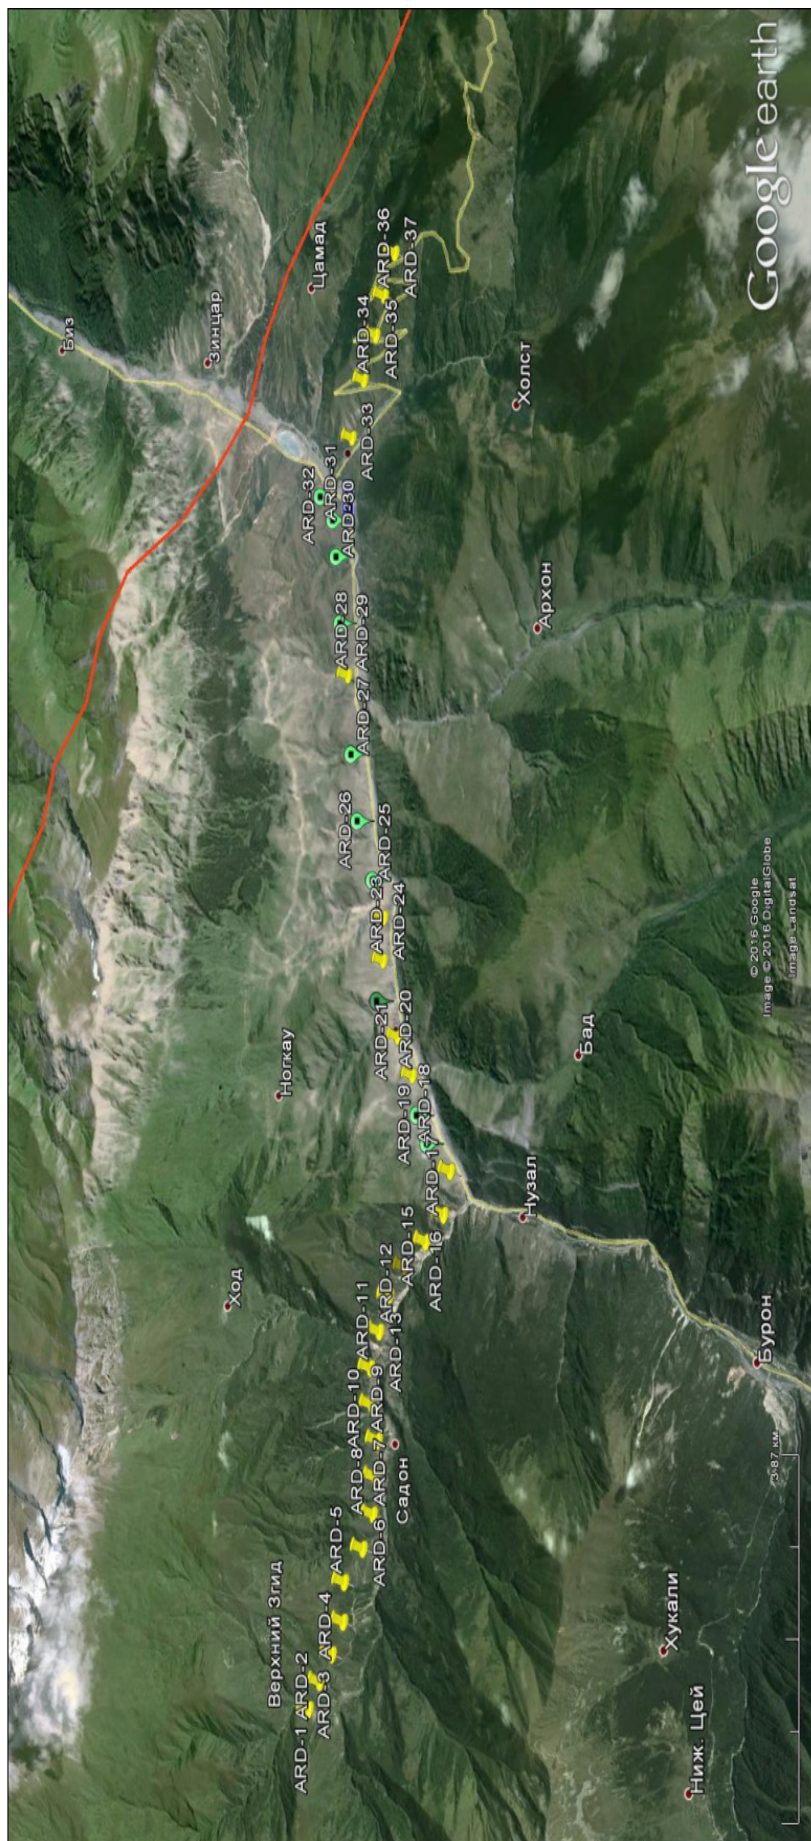 Биз
Зинцар
Ход
Верхний Згид
Ногкау
Цамад
ARD-1
ARD-2
ARD-3
ARD-4
ARD-5
ARD-6
ARD-7
ARD-8
ARD-9
ARD-10
ARD-11
ARD-12
ARD-13
ARD-15
ARD-16
ARD-17
ARD-18
ARD-19
ARD-20
ARD-21
ARD-23
ARD-24
ARD-25
ARD-26
ARD-27
ARD-28
ARD-29
ARD-30
ARD-31
ARD-32
ARD-33
ARD-34
ARD-35
ARD-36
ARD-37
Садон
Холст
Нузал
Архон
Бад
Хукали
Ниж. Цей
Бурон
3.87 км
© 2016 Google
Image © 2016 DigitalGlobe
Image Landsat
Google earth